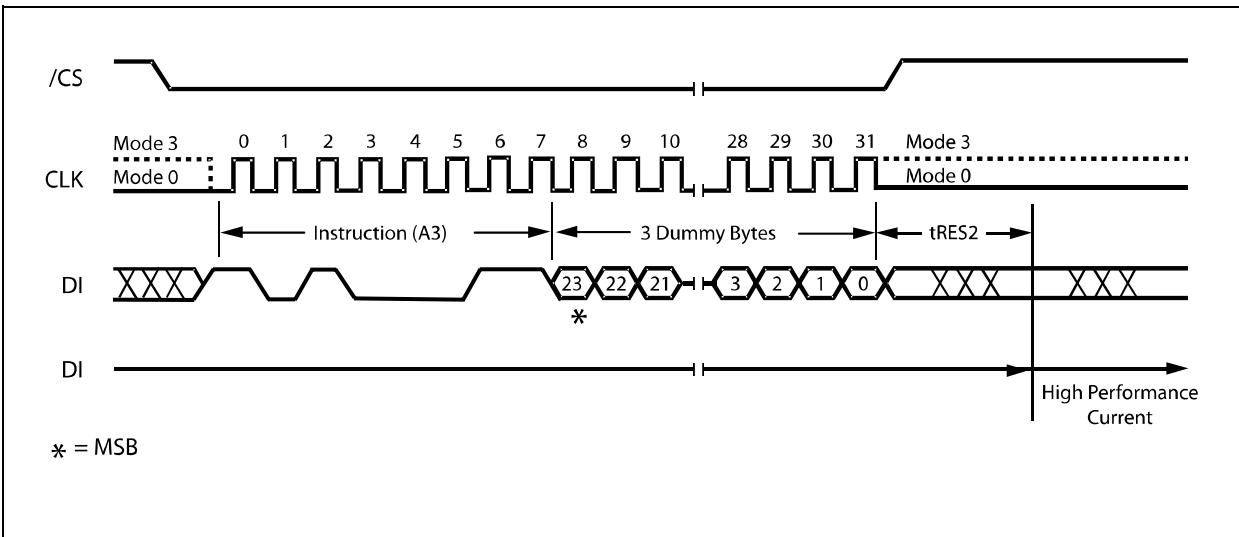 /CS
Mode 3
0 1 2 3 4 5 6 7 8 9 10 28 29 30 31
Mode 3
CLK
Mode 0
Mode 0
Instruction (A3)
3 Dummy Bytes
tRES2
DI
23 22 21 3 2 1 0
*
DI
High Performance
Current
* = MSB